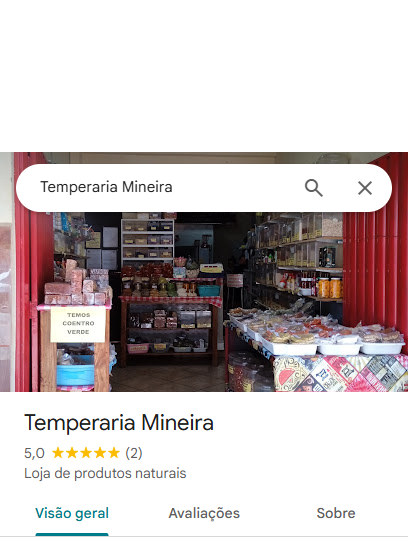 Temperaria Mineira
TEMOS
COENTRO
VERDE
Temperaria Mineira
5,0 (2)
Loja de produtos naturais
Visão geral
Avaliações
Sobre